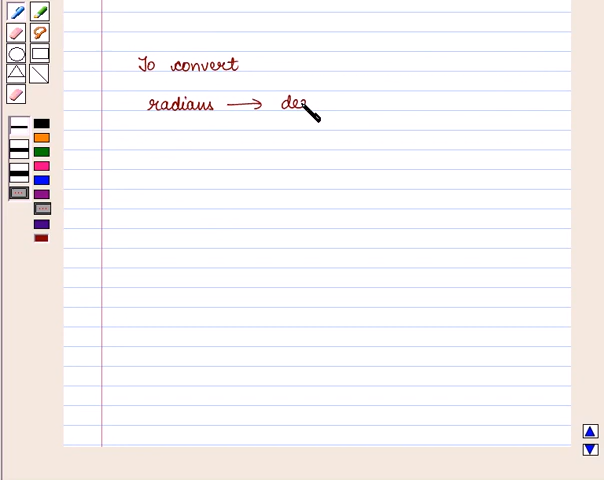 To convert
radians → de